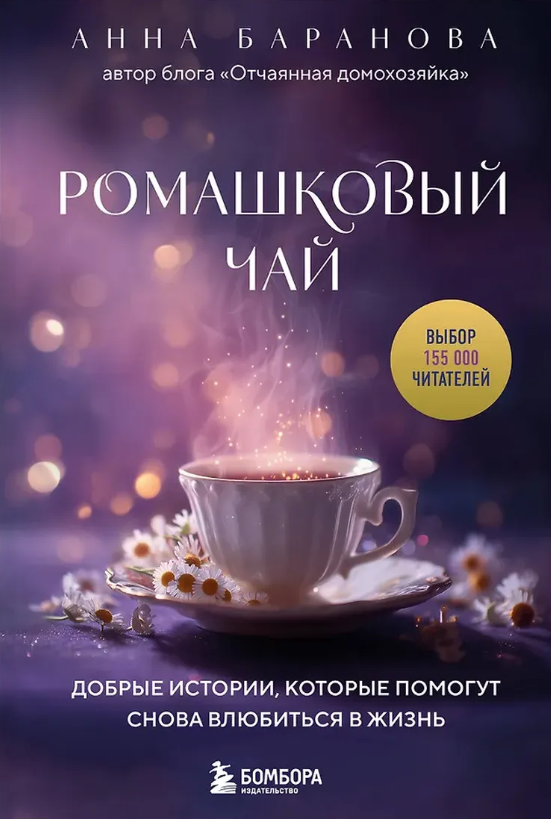 АННА БАРАНОВА
автор блога «Отчаянная домохозяйка»
РОМАШКОВЫЙ
ЧАЙ
ВЫБОР
155 000
ЧИТАТЕЛЕЙ
ДОБРЫЕ ИСТОРИИ, КОТОРЫЕ ПОМОГУТ
СНОВА ВЛЮБИТЬСЯ В ЖИЗНЬ
БОМБОРА
ИЗДАТЕЛЬСТВО